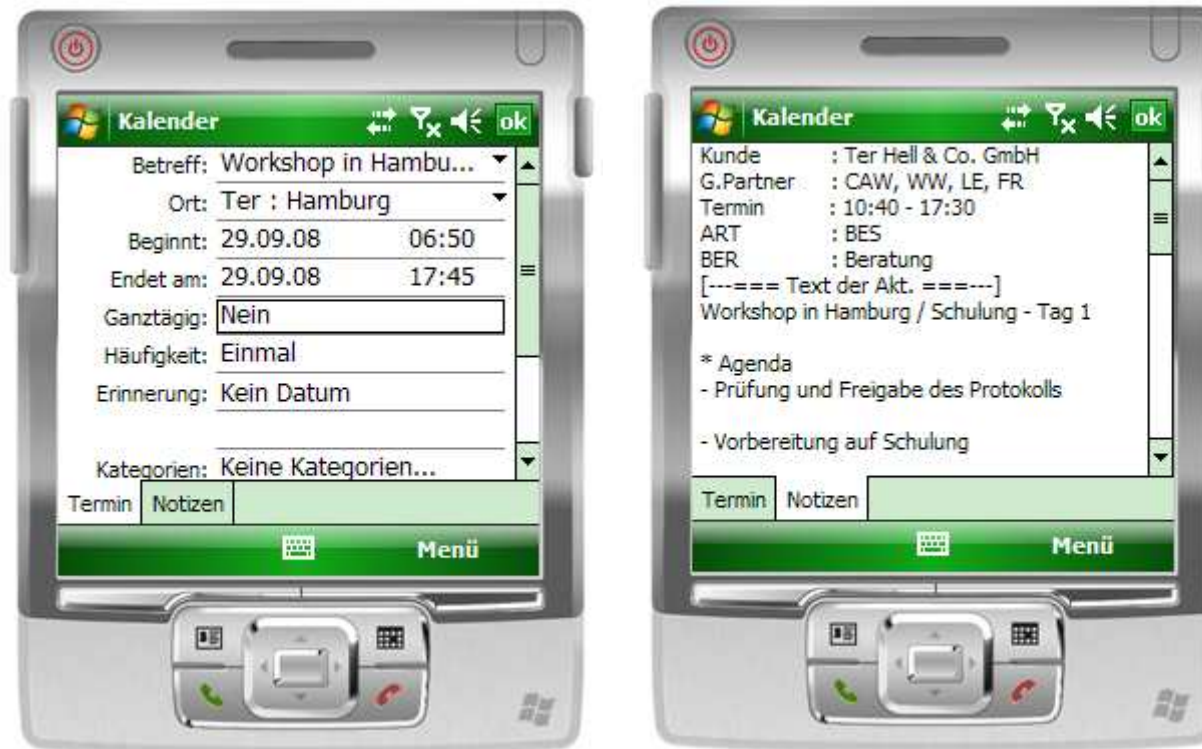 Kalender ok
Betreff: Workshop in Hambu...
Ort: Ter : Hamburg
Beginnt: 29.09.08 06:50
Endet am: 29.09.08 17:45
Ganztägig: Nein
Häufigkeit: Einmal
Erinnerung: Kein Datum
Kategorien: Keine Kategorien...
Termin Notizen
Menü
Kalender ok
Kunde : Ter Hell & Co. GmbH
G.Partner : CAW, WW, LE, FR
Termin : 10:40 - 17:30
ART : BES
BER : Beratung
[---=== Text der Akt. ===---]
Workshop in Hamburg / Schulung - Tag 1
* Agenda
- Prüfung und Freigabe des Protokolls
- Vorbereitung auf Schulung
Termin Notizen
Menü